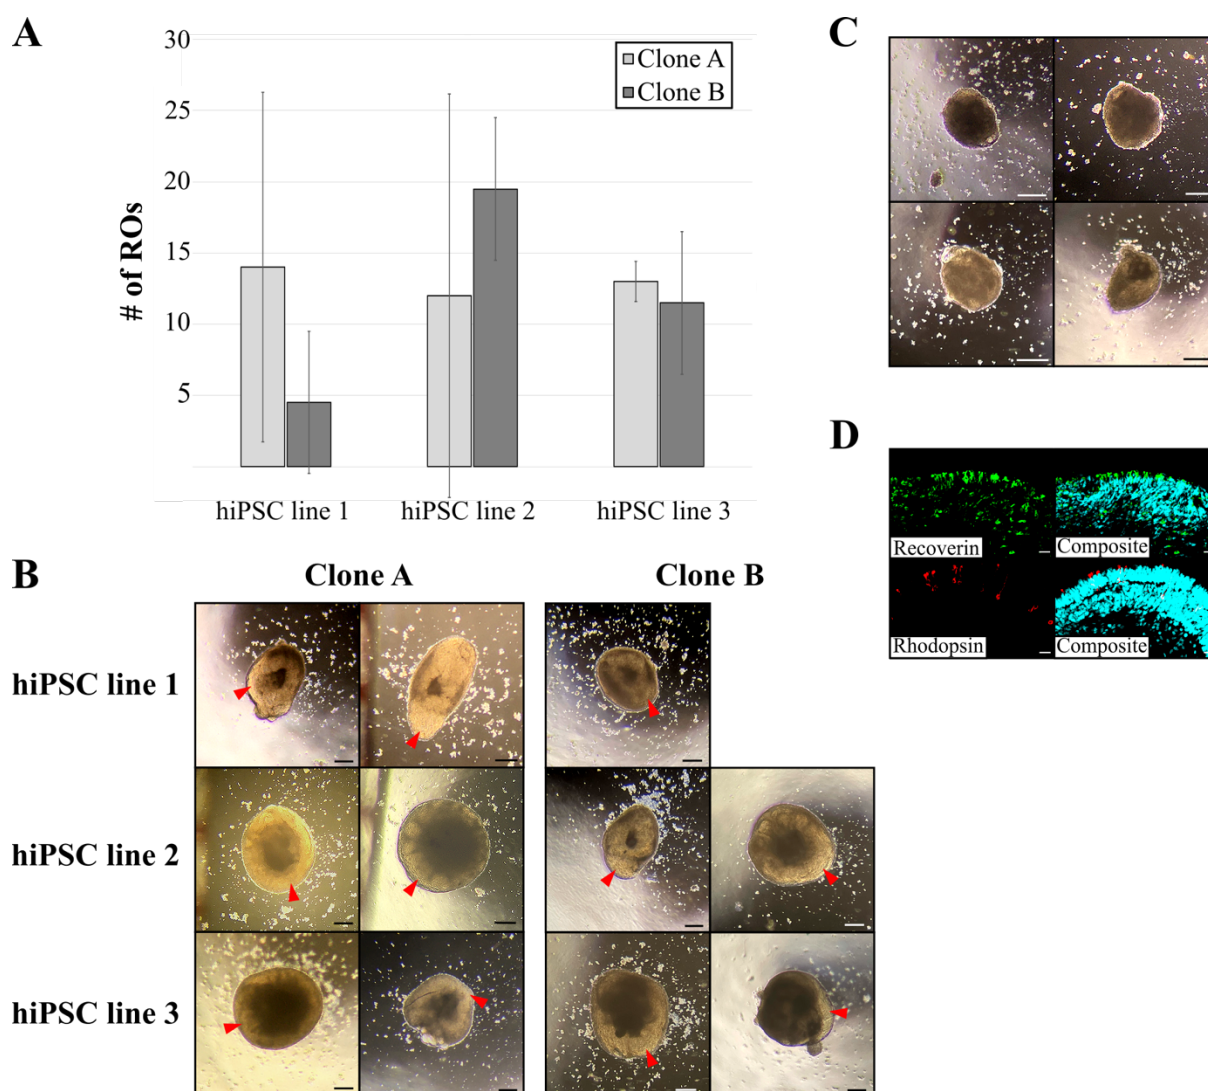 A
30
25
20
15
10
5
# of ROs
Clone A
Clone B
hiPSC line 1
hiPSC line 2
hiPSC line 3
B
Clone A
Clone B
hiPSC line 1
hiPSC line 2
hiPSC line 3
C
D
Recoverin
Composite
Rhodopsin
Composite